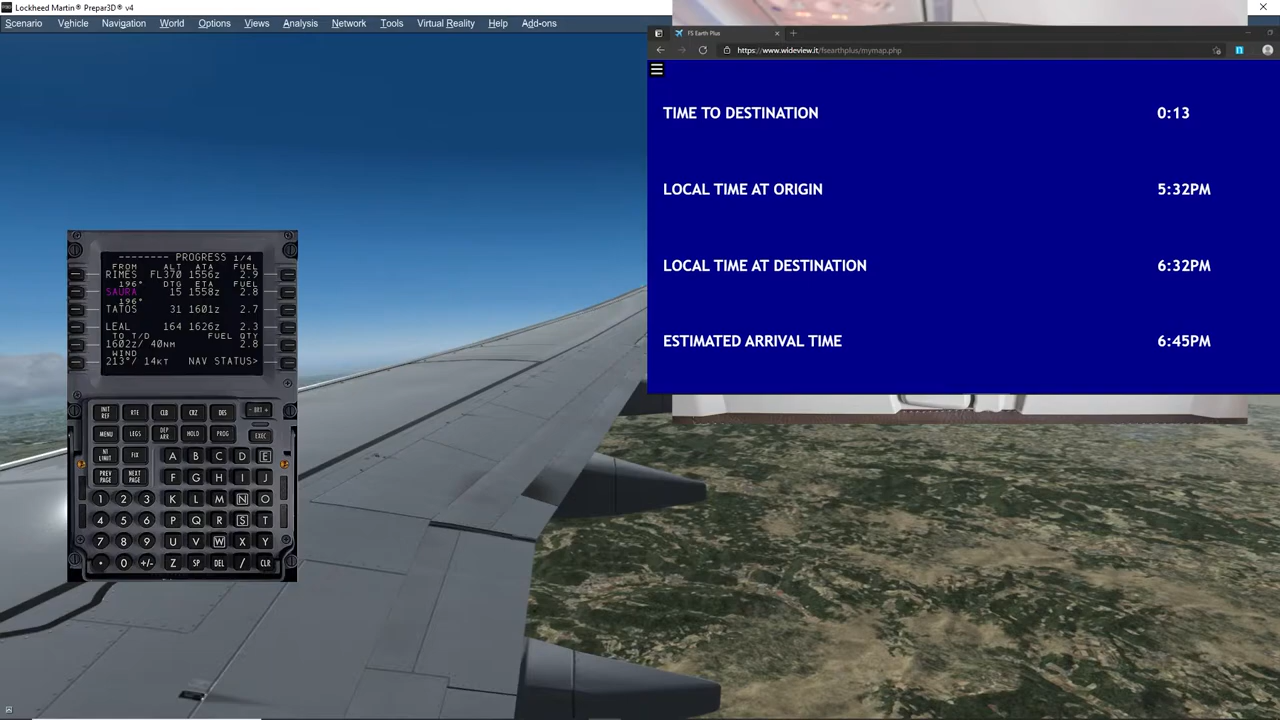 Lockheed Martin® Prepar3D® v4
Scenario Vehicle Navigation World Options Views Analysis Network Tools Virtual Reality Help Add-ons
FS Earth Plus
https://www.wideview.it/fsearthplus/mymap.php
TIME TO DESTINATION 0:13
LOCAL TIME AT ORIGIN 5:32PM
LOCAL TIME AT DESTINATION 6:32PM
ESTIMATED ARRIVAL TIME 6:45PM
-------- PROGRESS 1/4
FROM ALT ATA FUEL
RIMES FL370 1556z 2.9
196° DTG ETA FUEL
SAURA 15 1558z 2.8
196°
TATOS 31 1601z 2.7
LEAL 164 1626z 2.3
TO T/D FUEL QTY
1602z/ 40NM 2.8
WIND
213°/ 14KT NAV STATUS>
INIT REF RTE CLB CRZ DES - BRT +
MENU LEGS DEP ARR HOLD PROG EXEC
N1 LIMIT FIX A B C D E
PREV PAGE NEXT PAGE F G H I J
1 2 3 K L M N O
4 5 6 P Q R S T
7 8 9 U V W X Y
. 0 +/- Z SP DEL / CLR